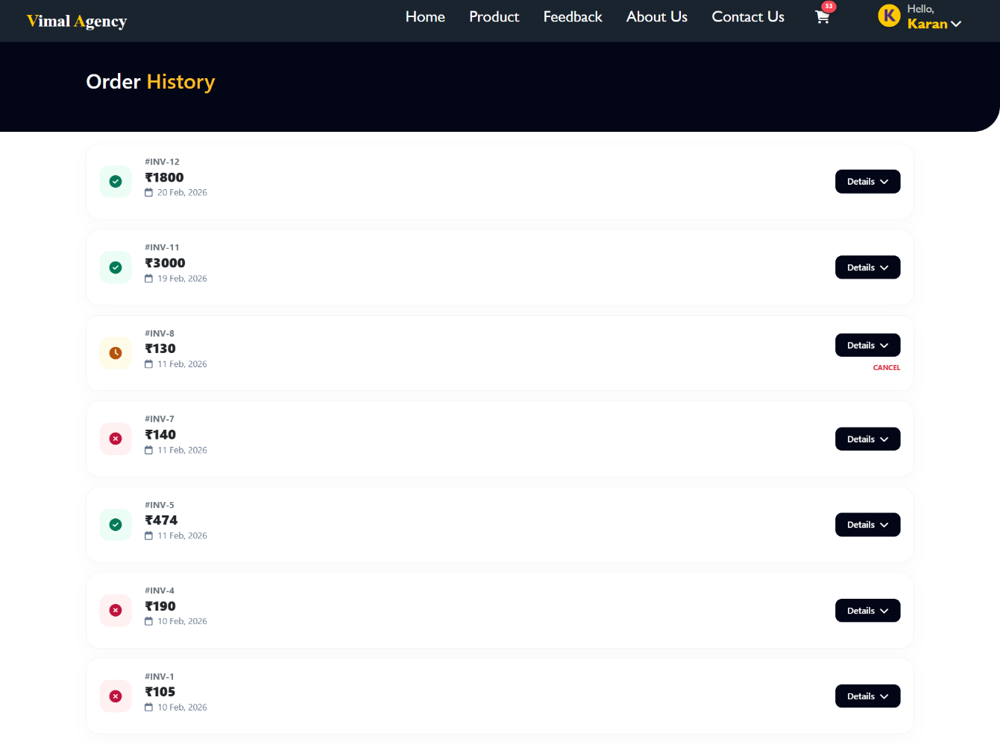 Vimal Agency
Home Product Feedback About Us Contact Us 53 K Hello, Karan
Order History
#INV-12
₹1800
20 Feb, 2026
Details
#INV-11
₹3000
19 Feb, 2026
Details
#INV-8
₹130
11 Feb, 2026
Details
CANCEL
#INV-7
₹140
11 Feb, 2026
Details
#INV-5
₹474
11 Feb, 2026
Details
#INV-4
₹190
10 Feb, 2026
Details
#INV-1
₹105
10 Feb, 2026
Details